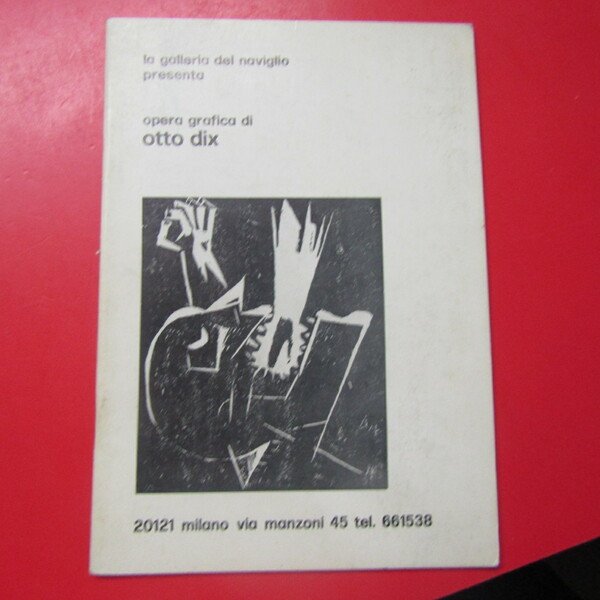 la galleria del naviglio
presenta
opera grafica di
otto dix
20121 milano via manzoni 45 tel. 661538